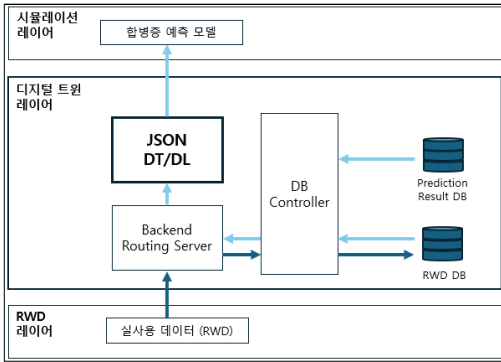 시뮬레이션
레이어
합병증 예측 모델
디지털 트윈
레이어
JSON
DT/DL
DB
Controller
Prediction
Result DB
Backend
Routing Server
RWD DB
RWD
레이어
실사용 데이터 (RWD)